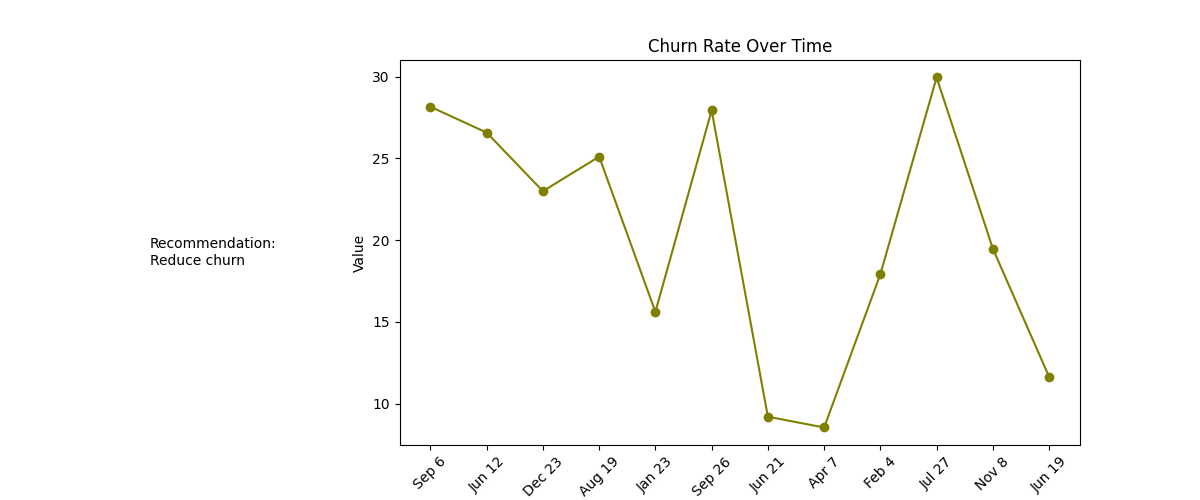 Churn Rate Over Time
Recommendation:
Reduce churn
Value
30
25
20
15
10
Sep 6
Jun 12
Dec 23
Aug 19
Jan 23
Sep 26
Jun 21
Apr 7
Feb 4
Jul 27
Nov 8
Jun 19